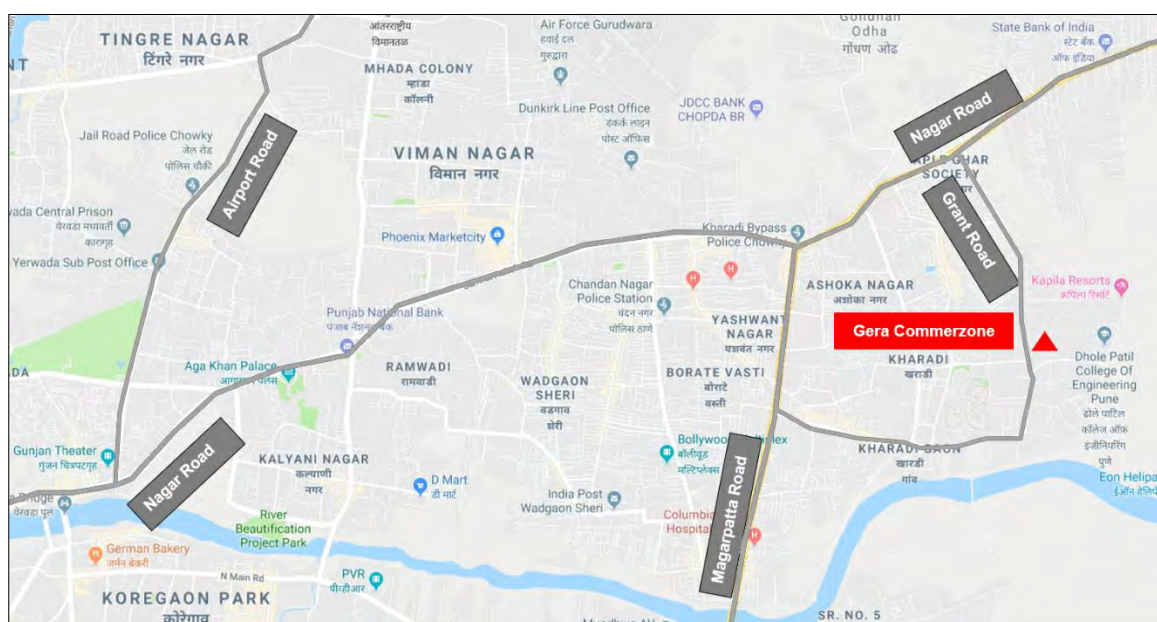 TINGRE NAGAR
टिंगरे नगर
आंतरराष्ट्रीय
विमानतळ
MHADA COLONY
म्हाडा
कॉलनी
Air Force Gurudwara
हवाई दल
गुरुद्वारा
Odha
गोंधण ओढ
State Bank of India
स्टेट बँक
ऑफ इंडिया
Nagar Road
Jail Road Police Chowky
जेल रोड
पोलिस चौकी
Airport Road
Dunkirk Line Post Office
डंकर्क लाइन
पोस्ट ऑफिस
JDCC BANK
CHOPDA BR
VIMAN NAGAR
विमान नगर
SOCIETY
Grant Road
Central Prison
येरवडा मध्यवर्ती
कारागृह
Yerwada Sub Post Office
Phoenix Marketcity
Kharadi Bypass
Police Chowky
Chandan Nagar
Police Station
चंदन नगर
पोलिस ठाणे
ASHOKA NAGAR
अशोका नगर
Kapila Resorts
कपिला रिसॉर्ट
Punjab National Bank
पंजाब नॅशनल बँक
YASHWANT
NAGAR
यशवंत नगर
Gera Commerzone
Aga Khan Palace
RAMWADI
रामवाडी
WADGAON
SHERI
वडगाव
शेरी
BORATE VASTI
बोराटे
वस्ती
KHARADI
खराडी
Dhole Patil
College Of
Engineering
Pune
ढोले पाटिल
कॉलेज ऑफ
इंजीनियरिंग
पुणे
Gunjan Theater
गुंजन चित्रपटगृह
Nagar Road
KALYANI NAGAR
कल्याणी
नगर
D Mart
डी मार्ट
बॉलीवूड
मल्टिप्लेक्स
Magarpatta Road
KHARADI GAON
खारडी
गांव
India Post
Wadgaon Sheri
Columbia
Hospital
Eon Helipa
Bridge
येरवडा पूल
River
Beautification
Project Park
German Bakery
जर्मन बेकरी
N Main Rd
PVR
पीव्हीआर
KOREGAON PARK
कोरेगाव
SR. NO. 5